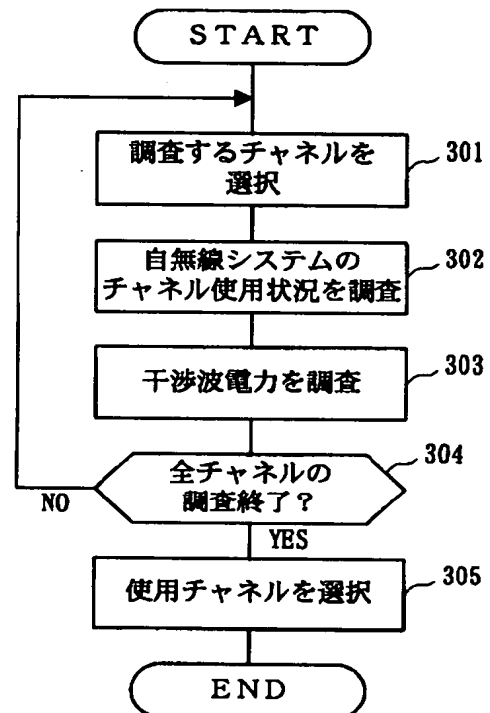 START
調査するチャネルを
選択
301
自無線システムの
チャネル使用状況を調査
302
干渉波電力を調査
303
全チャネルの
調査終了?
304
NO
YES
使用チャネルを選択
305
END